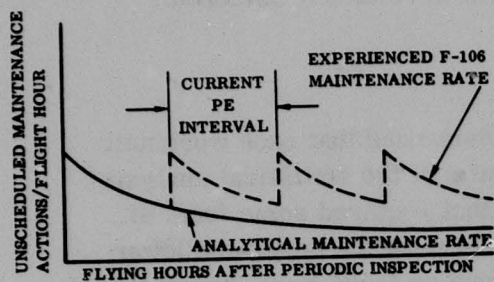 UNSCHEDULED MAINTENANCE
ACTIONS/FLIGHT HOUR
CURRENT
PE
INTERVAL
EXPERIENCED F-106
MAINTENANCE RATE
ANALYTICAL MAINTENANCE RATE
FLYING HOURS AFTER PERIODIC INSPECTION